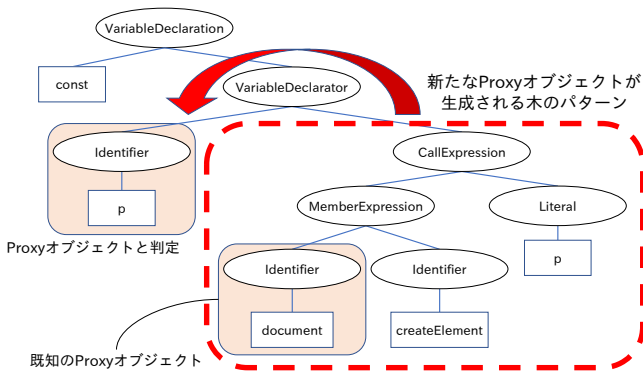 VariableDeclaration
const
VariableDeclarator
新たなProxyオブジェクトが
生成される木のパターン
Identifier
CallExpression
p
MemberExpression
Literal
Proxyオブジェクトと判定
p
Identifier
Identifier
document
createElement
既知のProxyオブジェクト